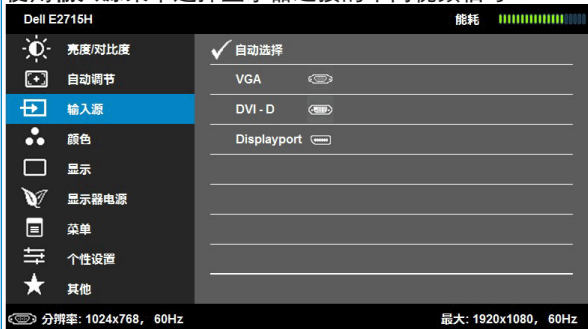 Dell E2715H 能耗
亮度/对比度 自动选择
自动调节 VGA
输入源 DVI - D
颜色 Displayport
显示
显示器电源
菜单
个性设置
其他
分辨率: 1024x768, 60Hz 最大: 1920x1080, 60Hz